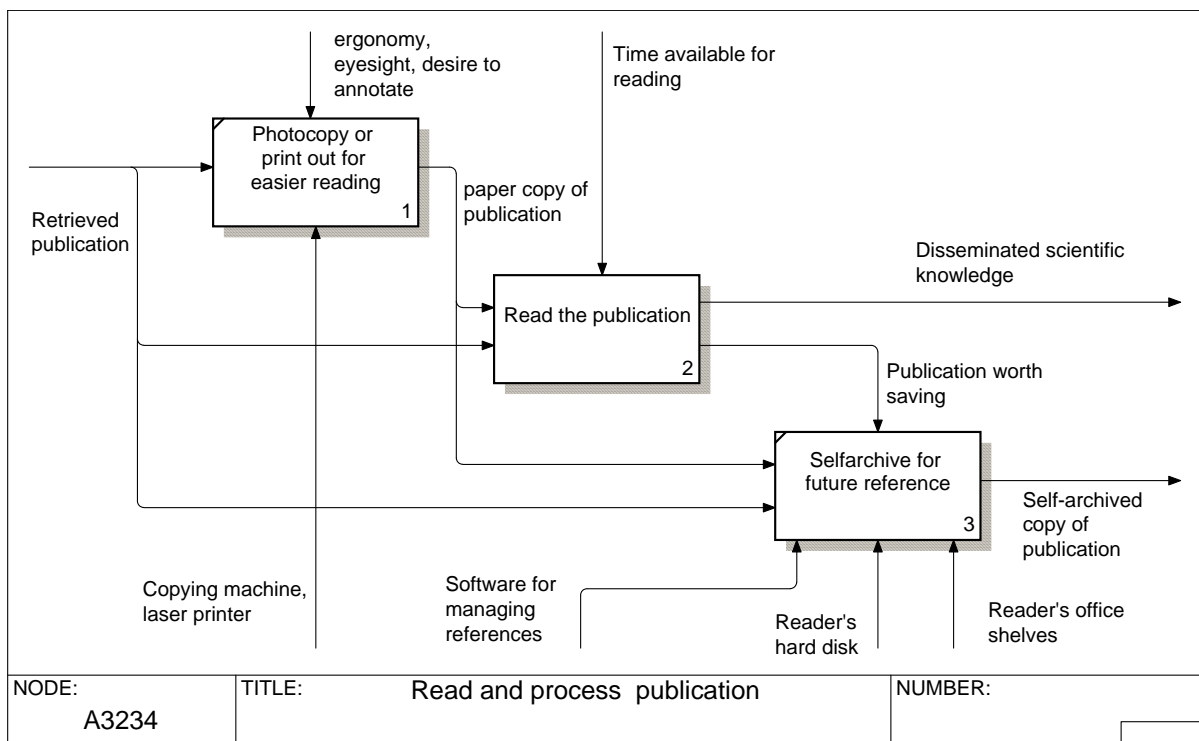 ergonomy,
eyesight, desire to
annotate
Time available for
reading
Photocopy or
print out for
easier reading
1
Retrieved
publication
paper copy of
publication
Disseminated scientific
knowledge
Read the publication
2
Publication worth
saving
Selfarchive for
future reference
3
Self-archived
copy of
publication
Copying machine,
laser printer
Software for
managing
references
Reader's
hard disk
Reader's office
shelves
NODE:
A3234
TITLE:
Read and process publication
NUMBER: